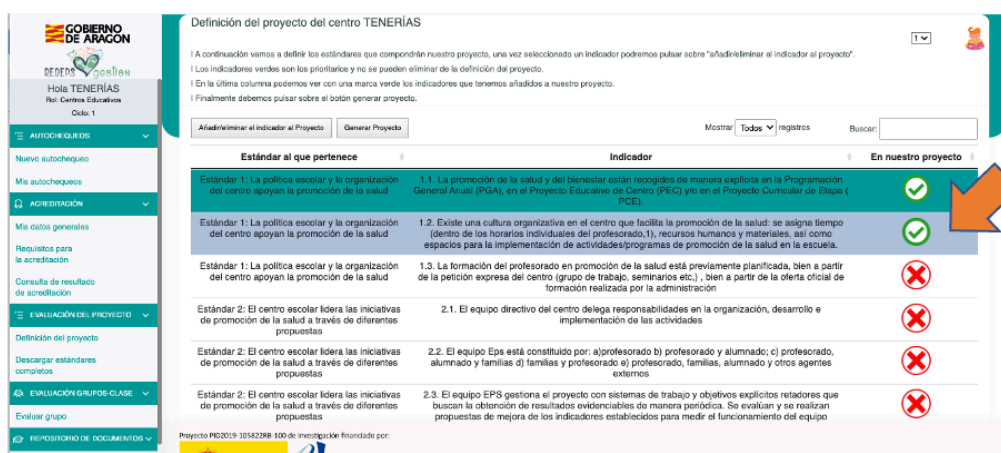 GOBIERNO
DE ARAGON
REDEPS gestión
Hola TENERÍAS
Rol: Centros Educativos
Ciclo: 1
AUTOCHEQUEOS
Nuevo autochequeo
Mis autochequeos
ACREDITACIÓN
Mis datos generales
Requisitos para
la acreditación
Consulta de resultado
de acreditación
EVALUACIÓN DEL PROYECTO
Definición del proyecto
Descargar estándares
completos
EVALUACIÓN GRUPOS-CLASE
Evaluar grupo
REPOSITORIO DE DOCUMENTOS
Definición del proyecto del centro TENERÍAS
1
I A continuación vamos a definir los estándares que compondrán nuestro proyecto, una vez seleccionado un indicador podremos pulsar sobre "añadir/eliminar el indicador al proyecto".
I Los indicadores verdes son los prioritarios y no se pueden eliminar de la definición del proyecto.
I En la última columna podemos ver con una marca verde los indicadores que tenemos añadidos a nuestro proyecto.
I Finalmente debemos pulsar sobre el botón generar proyecto.
Añadir/eliminar el indicador al Proyecto Generar Proyecto Mostrar Todos registros Buscar:
Estándar al que pertenece Indicador En nuestro proyecto
Estándar 1: La política escolar y la organización
del centro apoyan la promoción de la salud
1.1. La promoción de la salud y del bienestar están recogidos de manera explícita en la Programación
General Anual (PGA), en el Proyecto Educativo de Centro (PEC) y/o en el Proyecto Curricular de Etapa (
PCE).
Estándar 1: La política escolar y la organización
del centro apoyan la promoción de la salud
1.2. Existe una cultura organizativa en el centro que facilita la promoción de la salud: se asigna tiempo
(dentro de los horarios individuales del profesorado,1), recursos humanos y materiales, así como
espacios para la implementación de actividades/programas de promoción de la salud en la escuela.
Estándar 1: La política escolar y la organización
del centro apoyan la promoción de la salud
1.3. La formación del profesorado en promoción de la salud está previamente planificada, bien a partir
de la petición expresa del centro (grupo de trabajo, seminarios etc,) , bien a partir de la oferta oficial de
formación realizada por la administración
Estándar 2: El centro escolar lidera las iniciativas
de promoción de la salud a través de diferentes
propuestas
2.1. El equipo directivo del centro delega responsabilidades en la organización, desarrollo e
implementación de las actividades
Estándar 2: El centro escolar lidera las iniciativas
de promoción de la salud a través de diferentes
propuestas
2.2. El equipo Eps está constituido por: a)profesorado b) profesorado y alumnado; c) profesorado,
alumnado y familias d) familias y profesorado e) profesorado, familias, alumnado y otros agentes
externos
Estándar 2: El centro escolar lidera las iniciativas
de promoción de la salud a través de diferentes
propuestas
2.3. El equipo EPS gestiona el proyecto con sistemas de trabajo y objetivos explícitos retadores que
buscan la obtención de resultados evidenciables de manera periódica. Se evalúan y se realizan
propuestas de mejora de los indicadores establecidos para medir el funcionamiento del equipo
Proyecto PID2019-105822RB-100 de investigación financiado por: